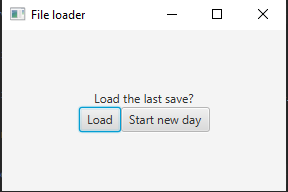 File loader
Load the last save?
Load Start new day